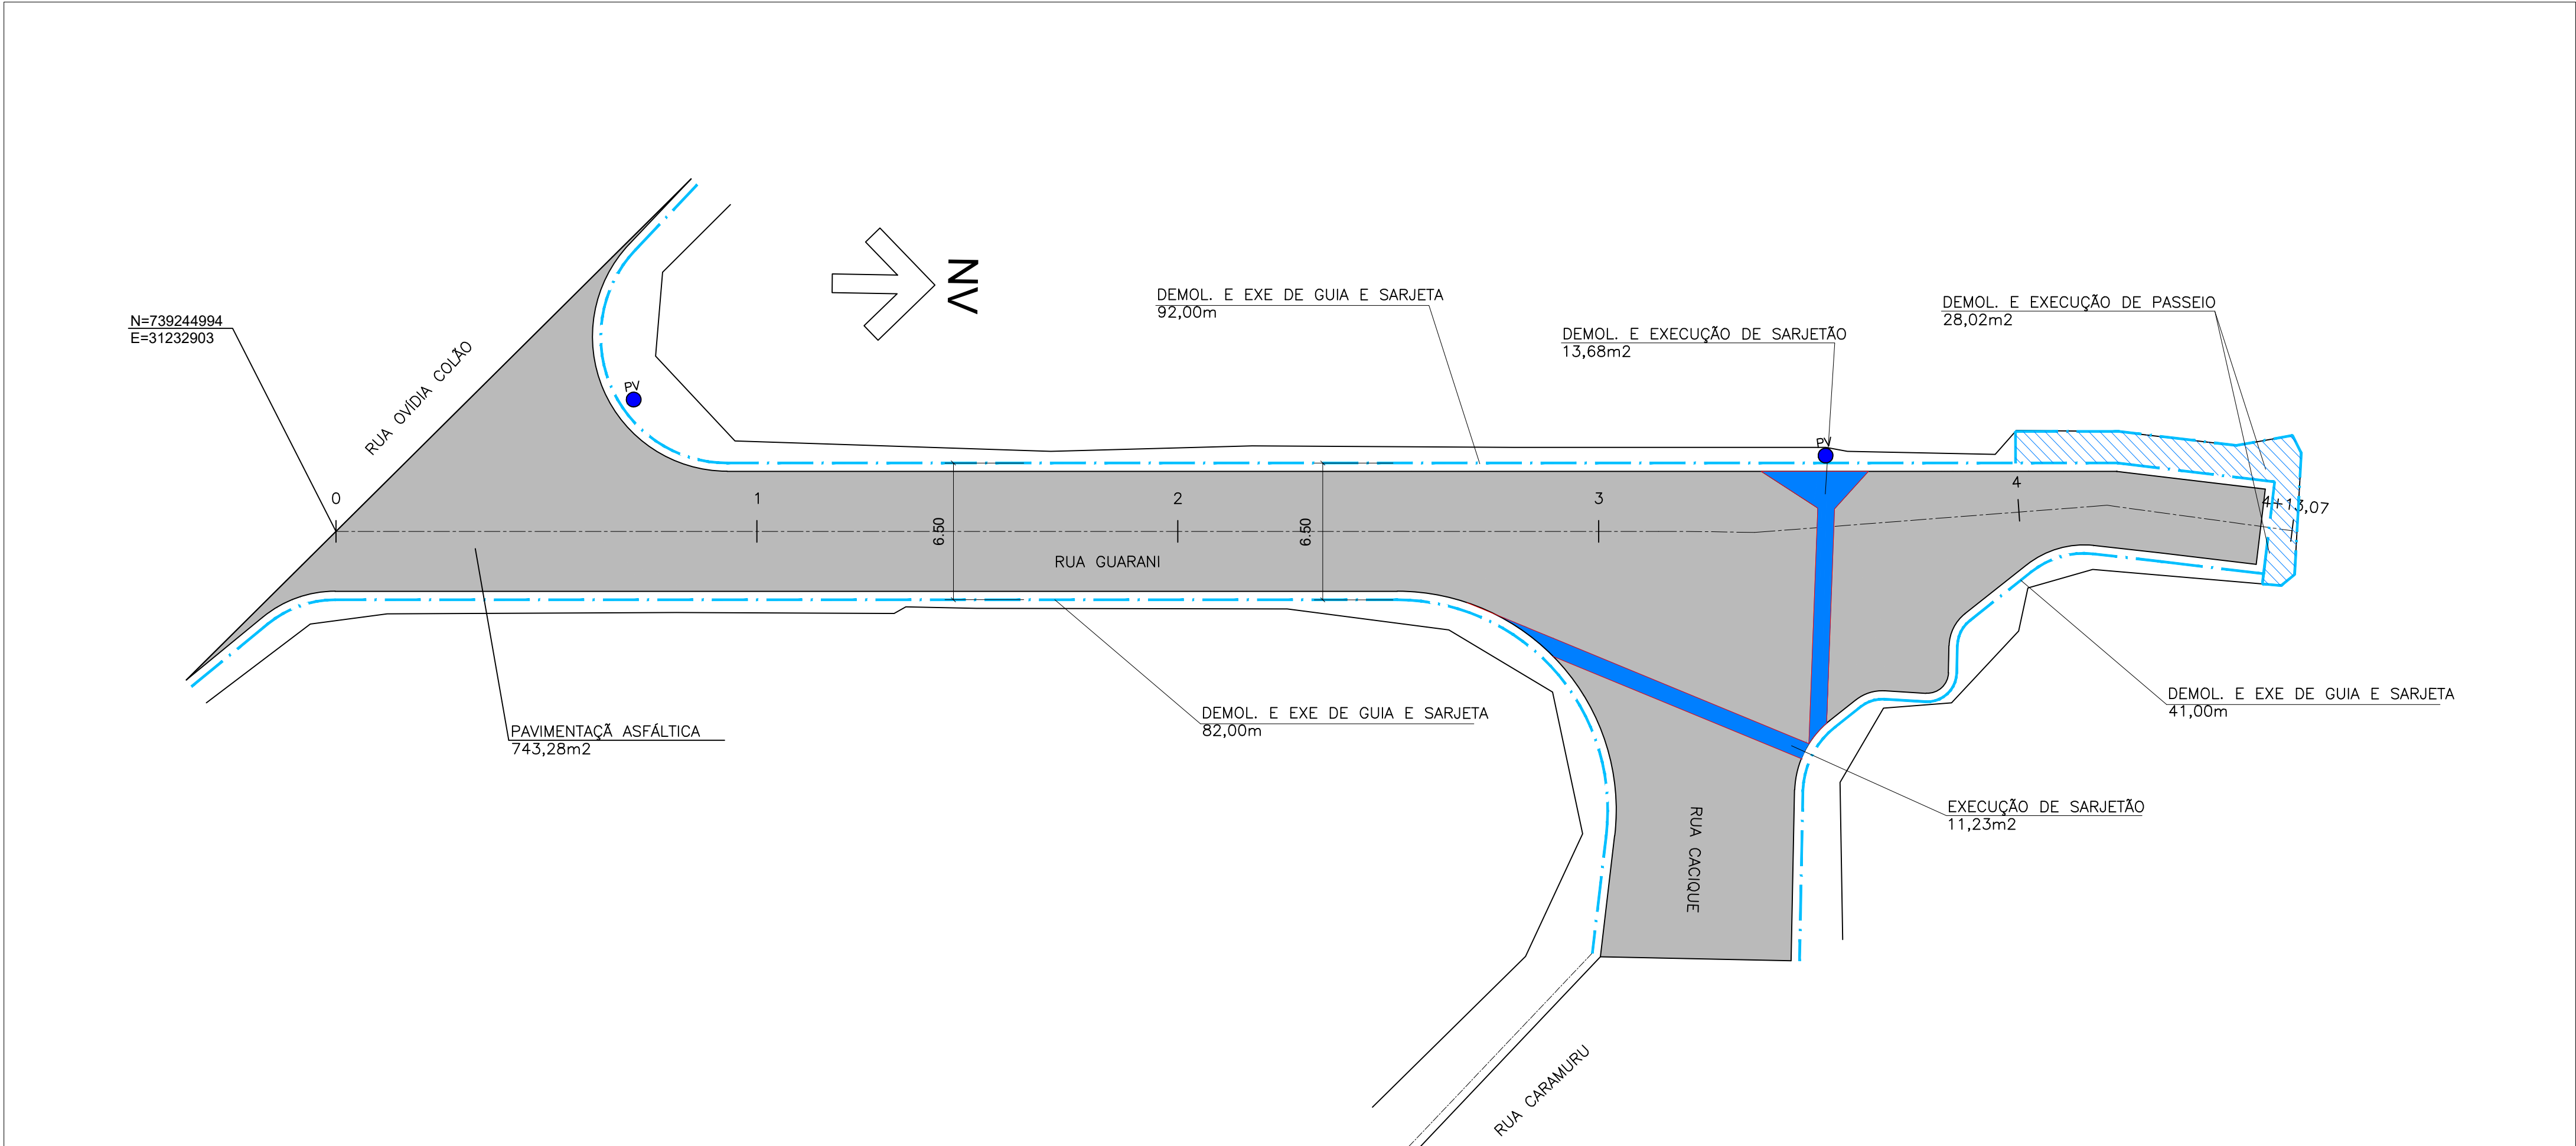 NV
DEMOL. E EXE DE GUIA E SARJETA
92,00m
DEMOL. E EXECUÇÃO DE PASSEIO
28,02m2
N=739244994
E=31232903
DEMOL. E EXECUÇÃO DE SARJETÃO
13,68m2
RUA OVÍDIA COLÃO
PV
PV
0
1
2
3
4
4+13,07
6.50
6.50
RUA GUARANI
DEMOL. E EXE DE GUIA E SARJETA
41,00m
DEMOL. E EXE DE GUIA E SARJETA
82,00m
PAVIMENTAÇÃ ASFÁLTICA
743,28m2
EXECUÇÃO DE SARJETÃO
11,23m2
RUA CACIQUE
RUA CARAMURU